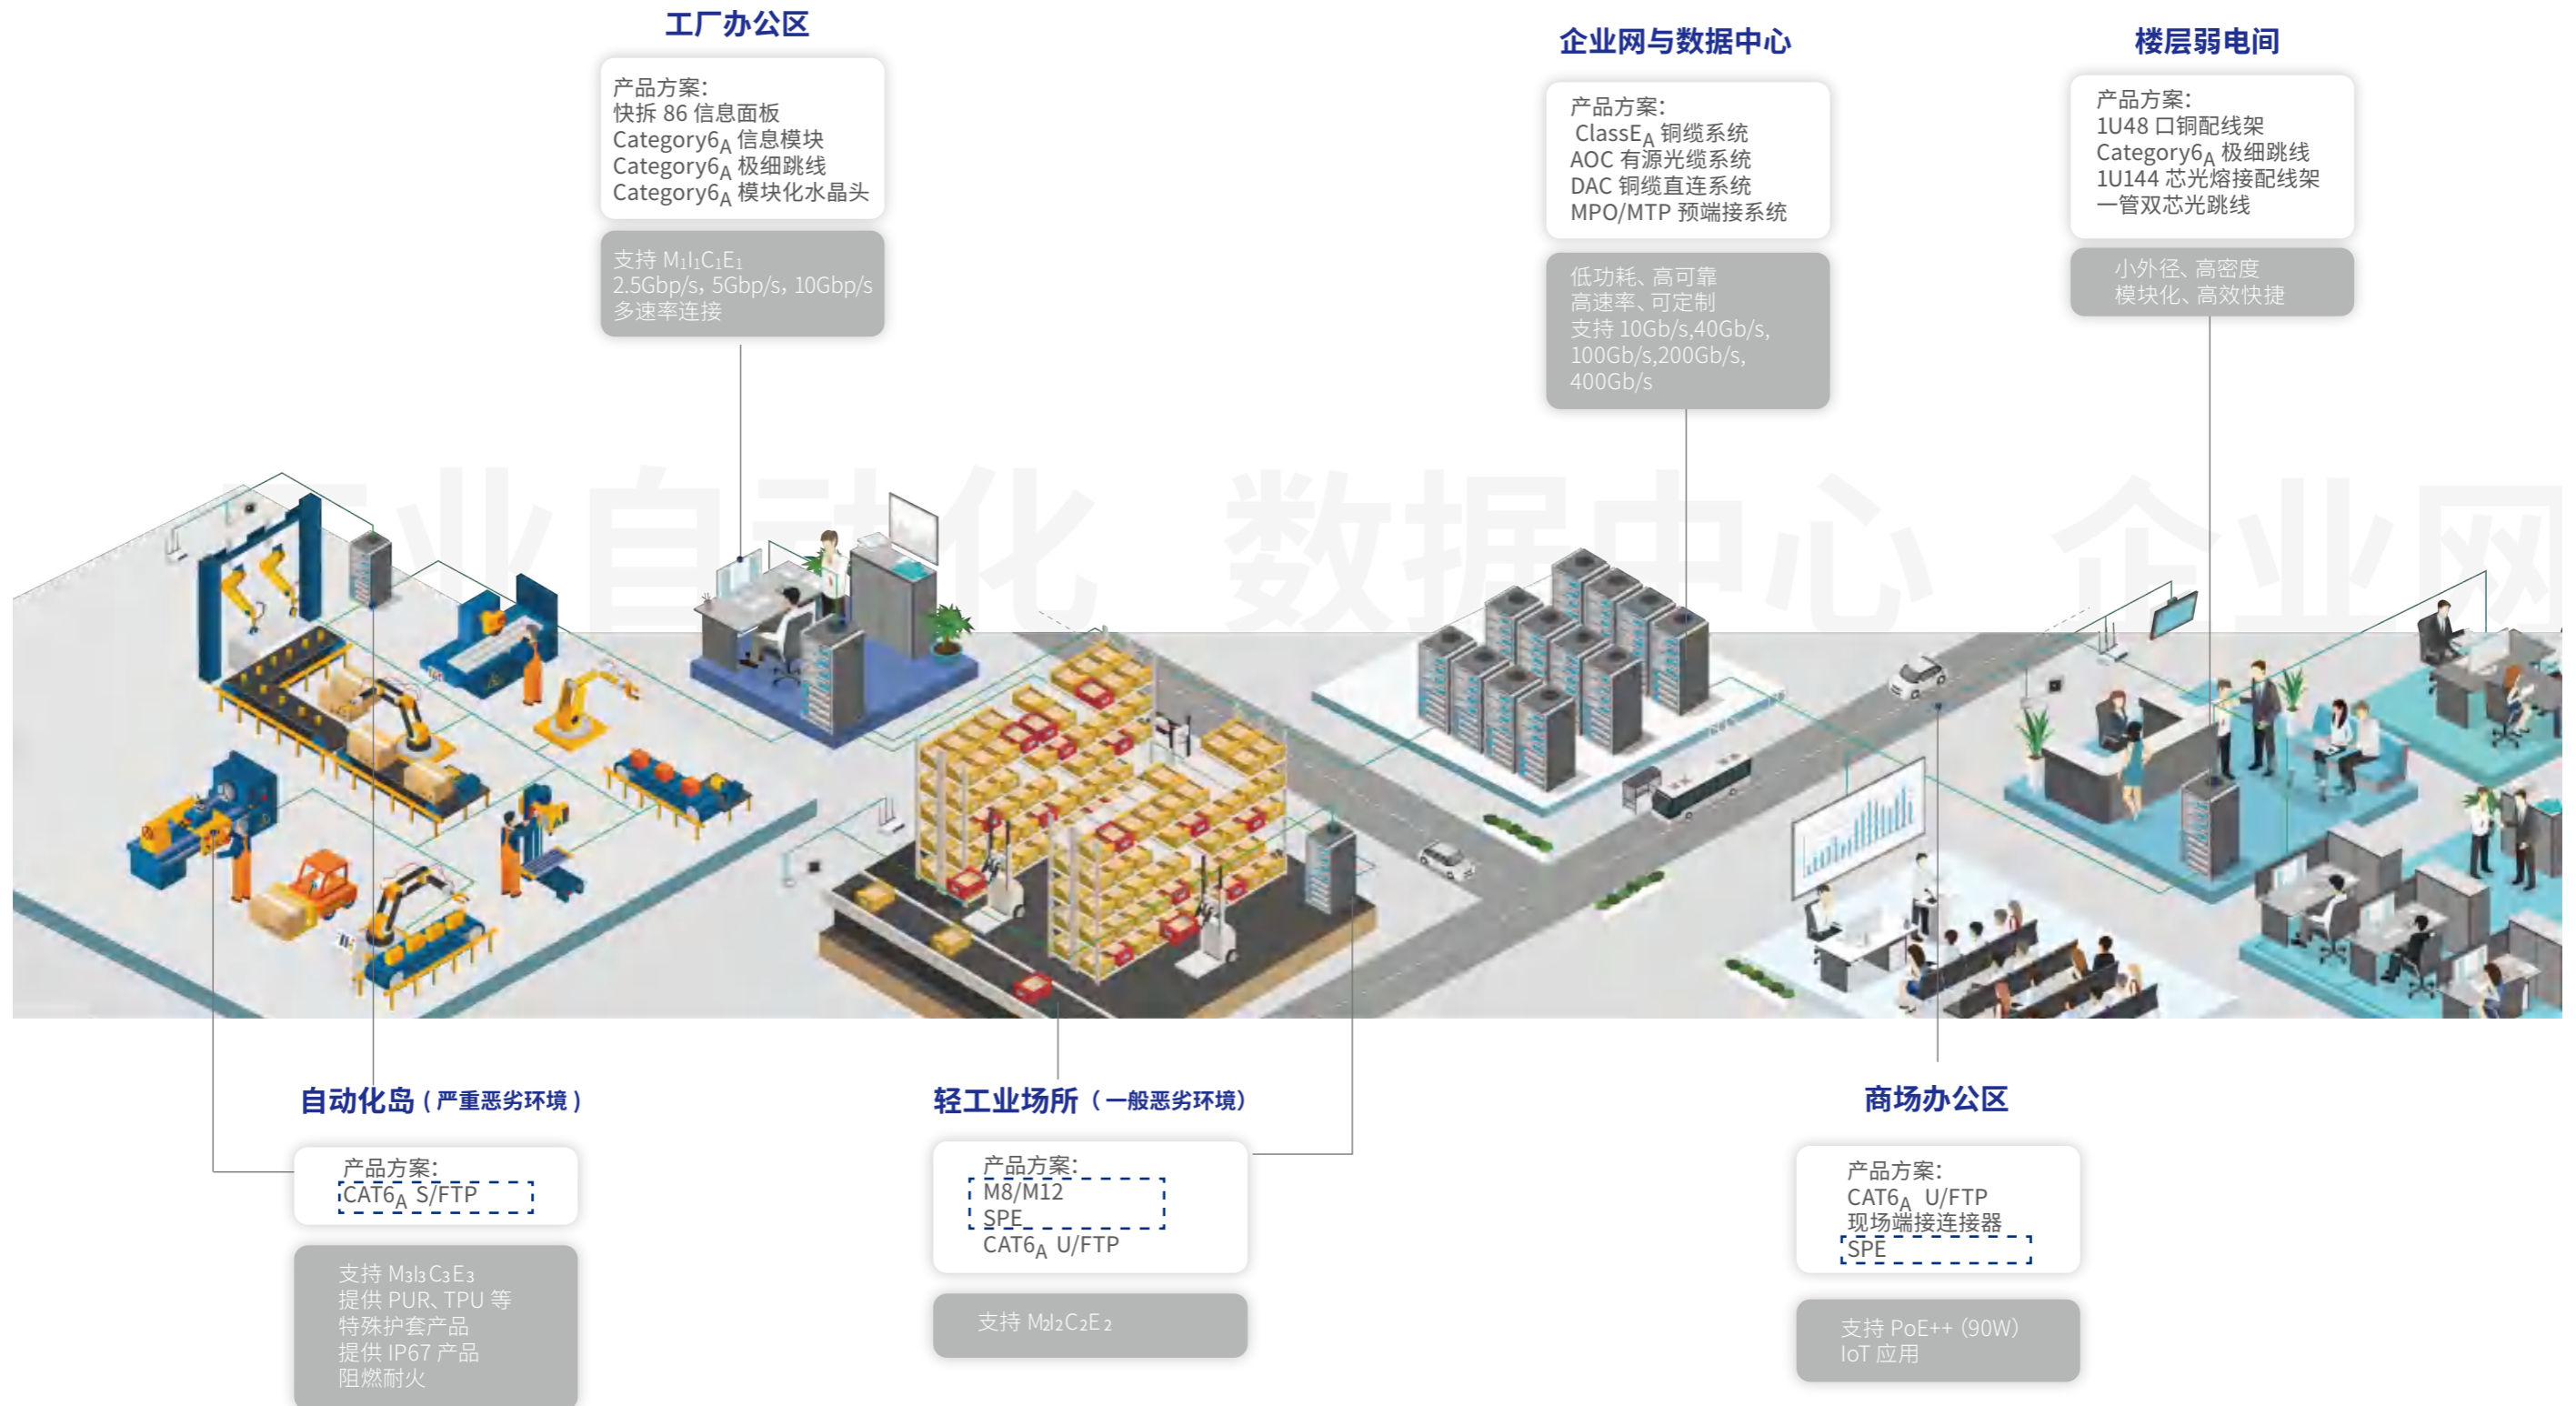 工厂办公区
产品方案：
快拆 86 信息面板
Category6A 信息模块
Category6A 极细跳线
Category6A 模块化水晶头
支持 M₁I₁C₁E₁
2.5Gbp/s，5Gbp/s，10Gbp/s
多速率连接
企业网与数据中心
产品方案：
ClassEA 铜缆系统
AOC 有源光缆系统
DAC 铜缆直连系统
MPO/MTP 预端接系统
低功耗、高可靠
高速率、可定制
支持 10Gb/s,40Gb/s,
100Gb/s,200Gb/s,
400Gb/s
楼层弱电间
产品方案：
1U48 口铜配线架
Category6A 极细跳线
1U144 芯光熔接配线架
一管双芯光跳线
小外径、高密度
模块化、高效快捷
工业自动化 数据中心 企业网
自动化岛 ( 严重恶劣环境 )
产品方案：
CAT6A S/FTP
支持 M₃I₃C₃E₃
提供 PUR、TPU 等
特殊护套产品
提供 IP67 产品
阻燃耐火
轻工业场所（ 一般恶劣环境）
产品方案：
M8/M12
SPE
CAT6A U/FTP
支持 M₂I₂C₂E₂
商场办公区
产品方案：
CAT6A U/FTP
现场端接连接器
SPE
支持 PoE++（90W）
IoT 应用